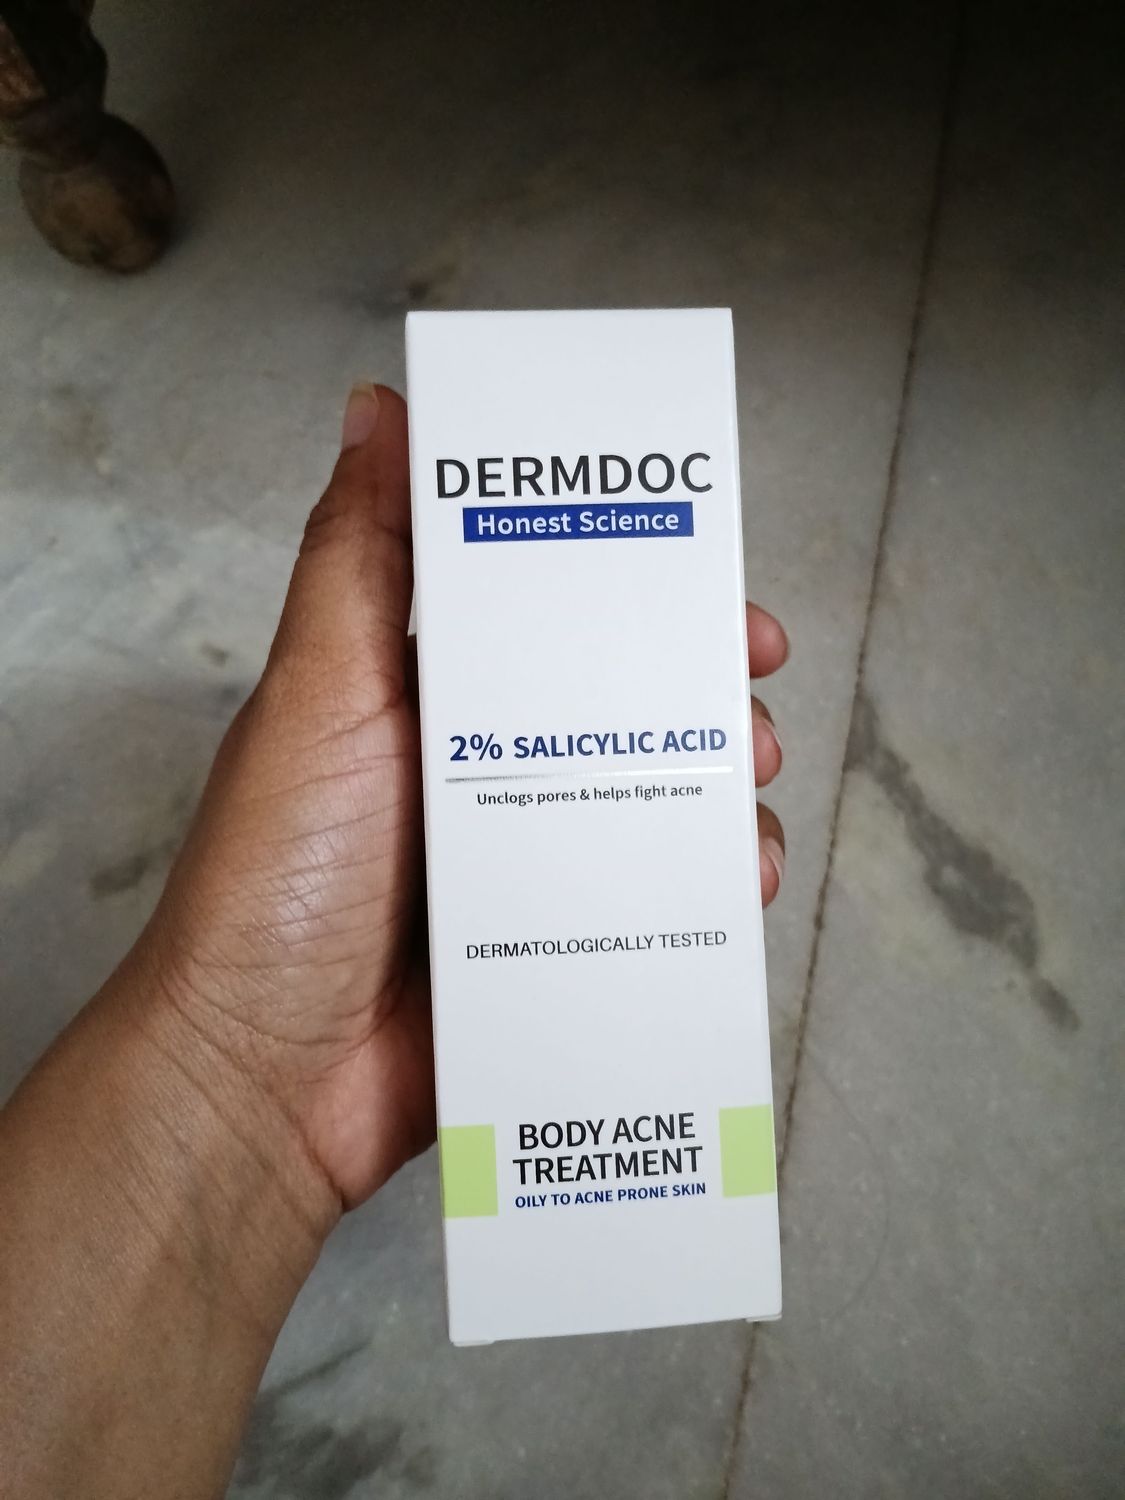 DERMDOC
Honest Science
2% SALICYLIC ACID
Unclogs pores & helps fight acne
DERMATOLOGICALLY TESTED
BODY ACNE
TREATMENT
OILY TO ACNE PRONE SKIN